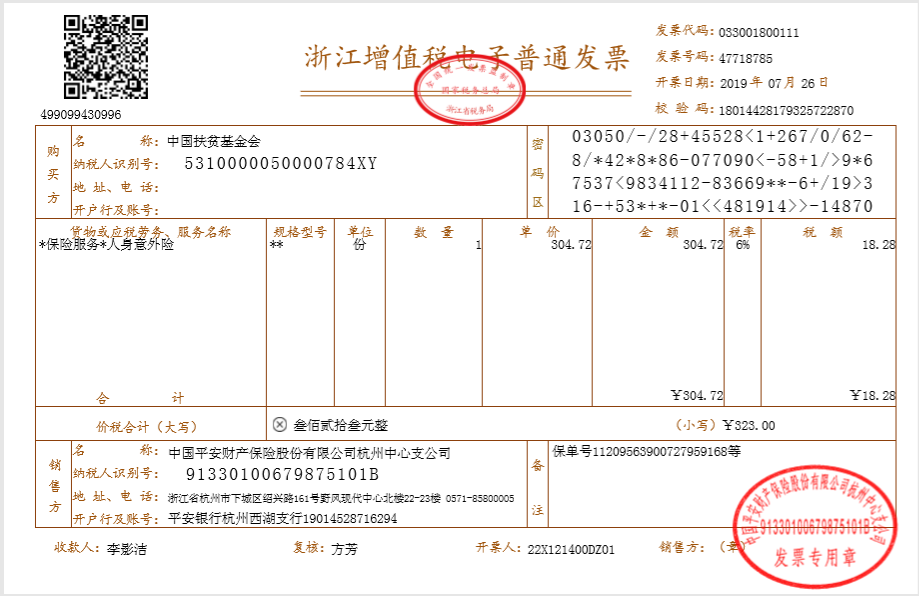 浙江增值税电子普通发票
全国统一发票监制章
国家税务总局
浙江省税务局
发票代码：033001800111
发票号码：47718785
开票日期：2019 年 07 月 26 日
校 验 码：18014428179325722870
499099430996
购买方
名 称：中国扶贫基金会
纳税人识别号： 5310000050000784XY
地 址、电 话：
开户行及账号：
密码区
03050/-/28+45528<1+267/0/62-
8/*42*8*86-077090<-58+1/>9*6
7537<9834112-83669**-6+/19>3
16-+53*+*-01<<481914>>-14870
货物或应税劳务、服务名称 规格型号 单位 数 量 单 价 金 额 税率 税 额
*保险服务*人身意外险 ** 份 1 304.72 304.72 6% 18.28
合 计 ￥304.72 ￥18.28
价税合计（大写） ⊗ 叁佰贰拾叁元整 （小写）￥323.00
销售方
名 称：中国平安财产保险股份有限公司杭州中心支公司
纳税人识别号： 91330100679875101B
地 址、电 话：浙江省杭州市下城区绍兴路161号野风现代中心北楼22-23楼 0571-85800005
开户行及账号：平安银行杭州西湖支行19014528716294
备注
保单号11209563900727959168等
收款人：李影洁 复核：方芳 开票人：22X121400DZ01 销售方：（章）
中国平安财产保险股份有限公司杭州中心支公司
91330100679875101B
发票专用章